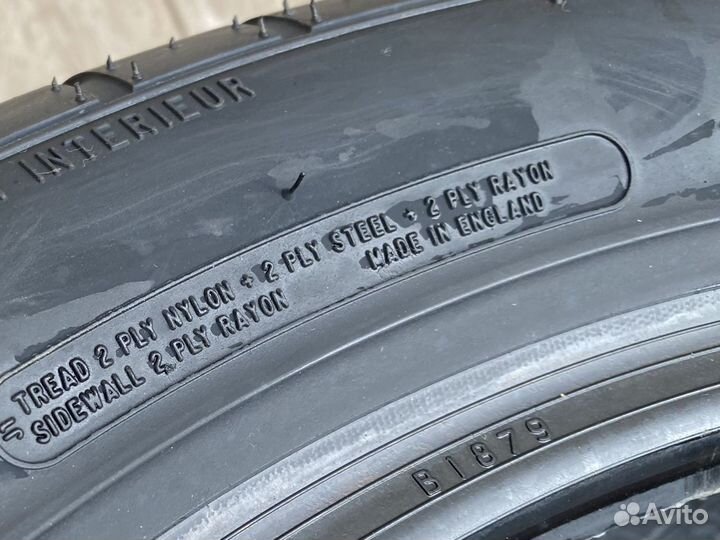 INTERIEUR
TREAD 2 PLY NYLON + 2 PLY STEEL + 2 PLY RAYON
SIDEWALL 2 PLY RAYON MADE IN ENGLAND
B1879
Avito